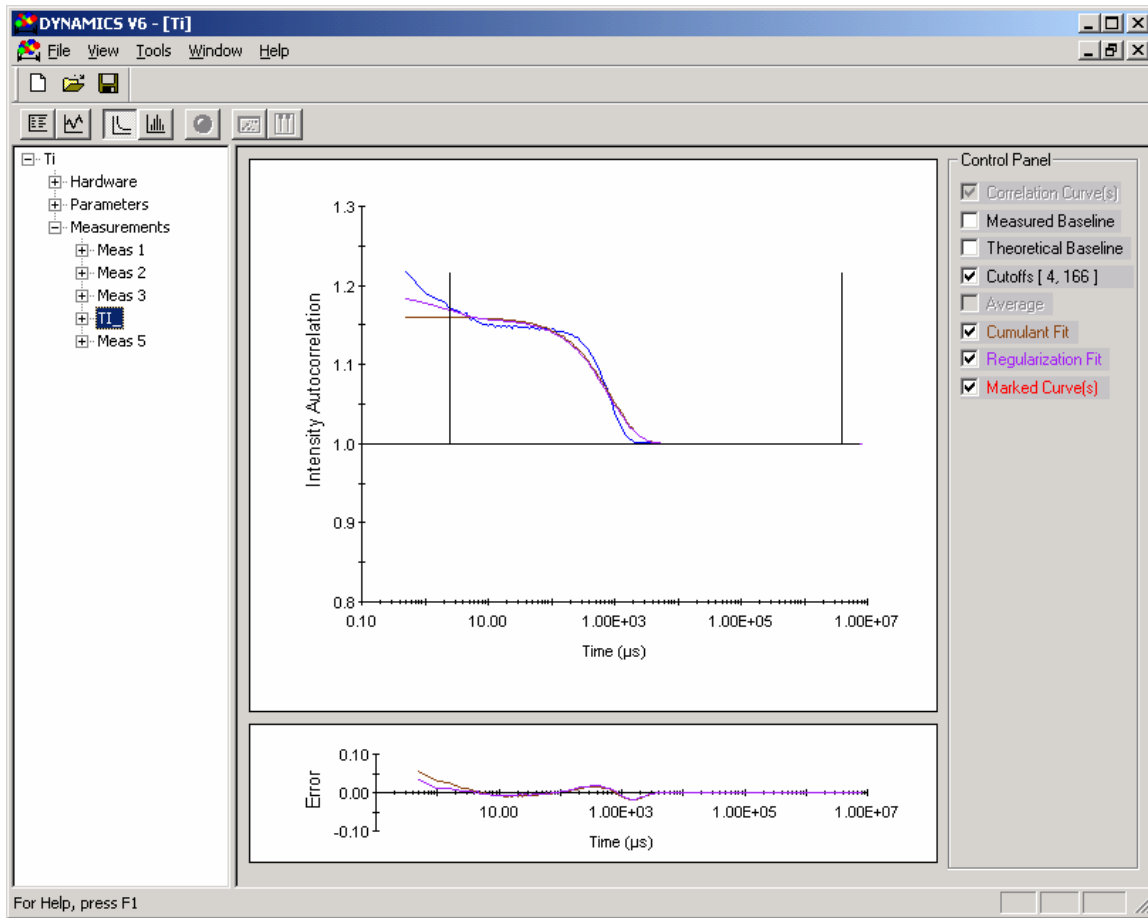 DYNAMICS V6 - [Ti]
File View Tools Window Help
Ti
Hardware
Parameters
Measurements
Meas 1
Meas 2
Meas 3
TI_
Meas 5
1.3
1.2
1.1
1.0
0.9
0.8
Intensity Autocorrelation
0.10 10.00 1.00E+03 1.00E+05 1.00E+07
Time (µs)
Control Panel
Correlation Curve(s)
Measured Baseline
Theoretical Baseline
Cutoffs [ 4, 166 ]
Average
Cumulant Fit
Regularization Fit
Marked Curve(s)
0.10
0.00
-0.10
Error
10.00 1.00E+03 1.00E+05 1.00E+07
Time (µs)
For Help, press F1